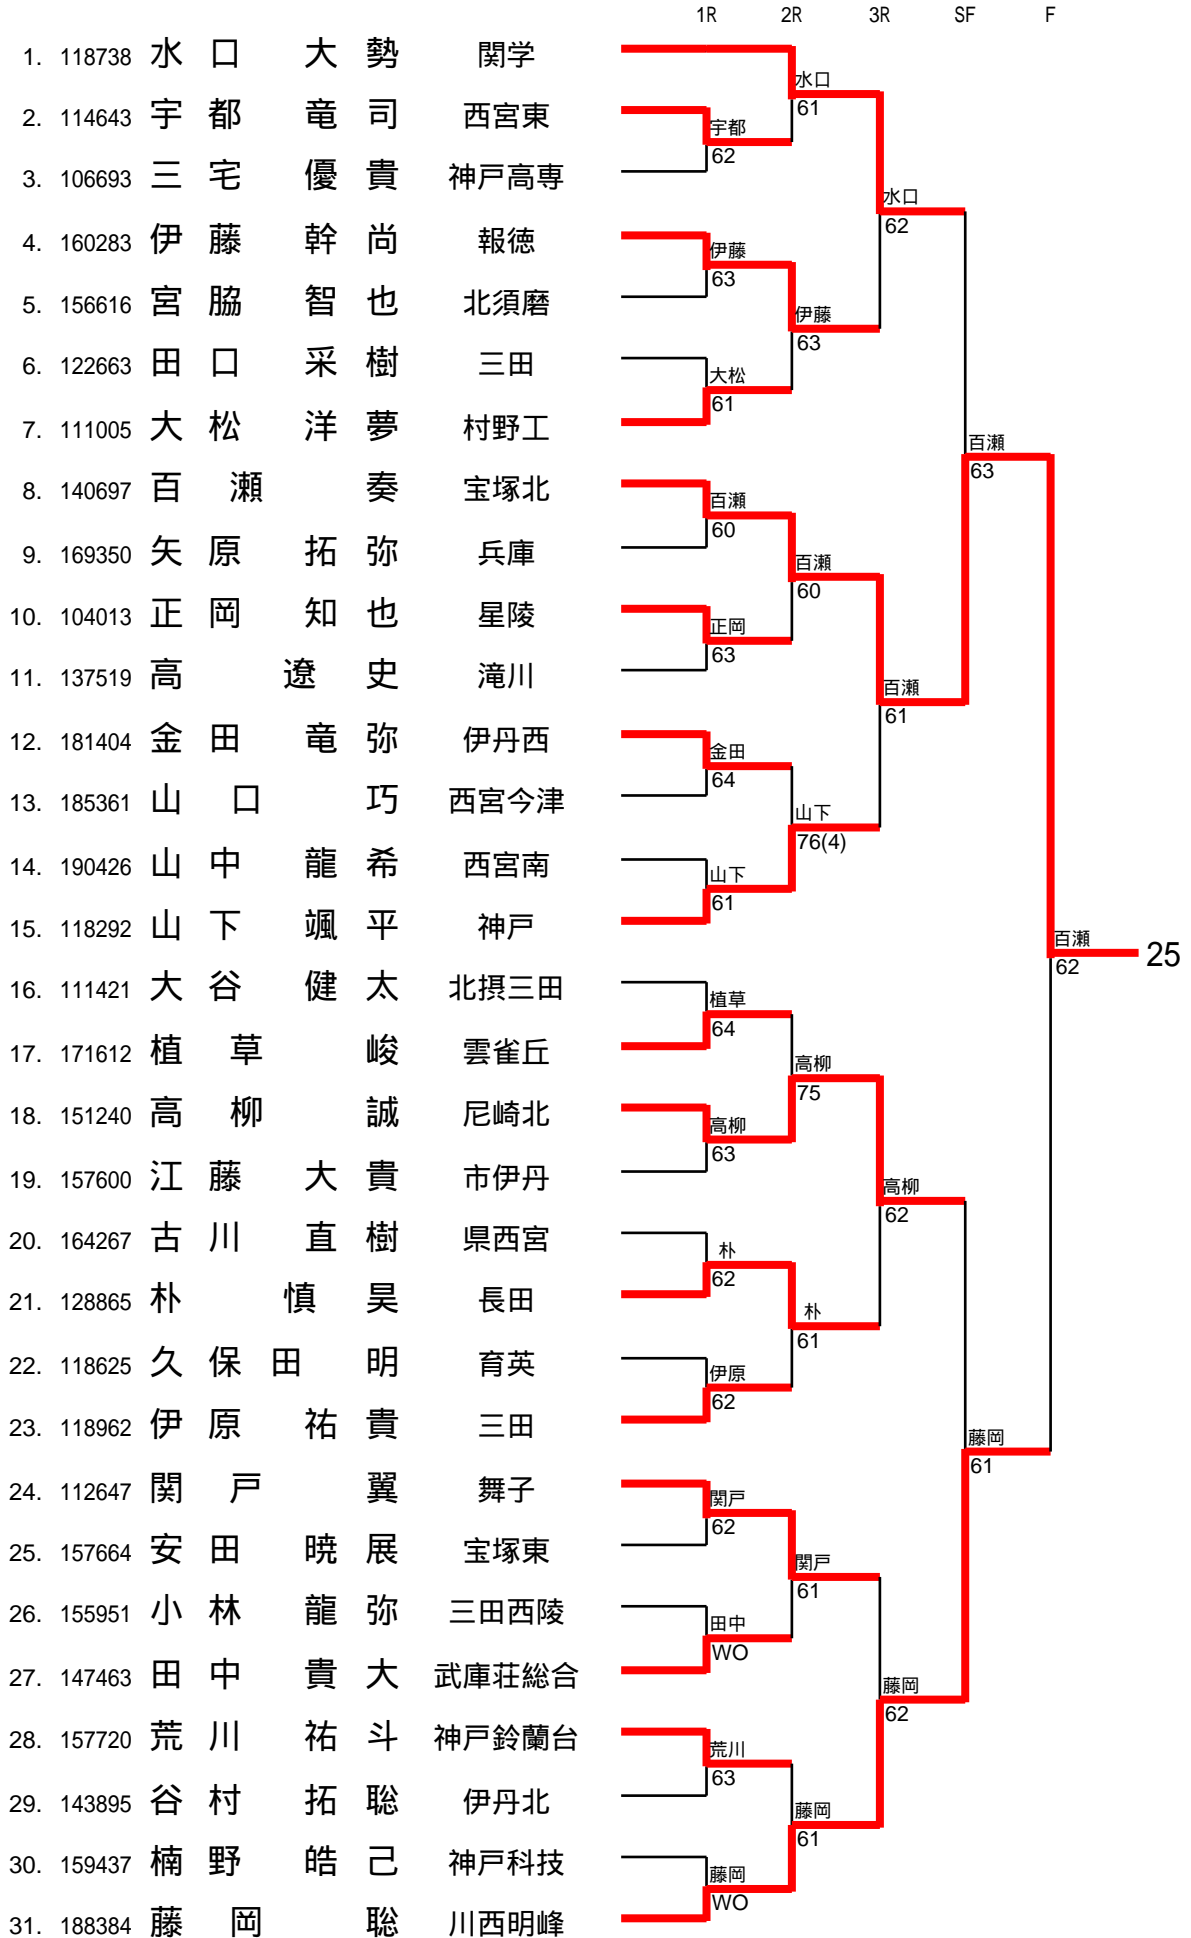 1R 2R 3R SF F
1. 118738 水口 大勢 関学
水口
61
2. 114643 宇都 竜司 西宮東
宇都
62
3. 106693 三宅 優貴 神戸高専
水口
62
4. 160283 伊藤 幹尚 報徳
伊藤
63
5. 156616 宮脇 智也 北須磨
伊藤
63
6. 122663 田口 采樹 三田
大松
61
7. 111005 大松 洋夢 村野工
百瀬
63
8. 140697 百瀬 奏 宝塚北
百瀬
60
9. 169350 矢原 拓弥 兵庫
百瀬
60
10. 104013 正岡 知也 星陵
正岡
63
11. 137519 高 遼史 滝川
百瀬
61
12. 181404 金田 竜弥 伊丹西
金田
64
13. 185361 山口 巧 西宮今津
山下
76(4)
14. 190426 山中 龍希 西宮南
山下
61
15. 118292 山下 颯平 神戸
百瀬
62
25
16. 111421 大谷 健太 北摂三田
植草
64
17. 171612 植草 峻 雲雀丘
高柳
75
18. 151240 高柳 誠 尼崎北
高柳
63
19. 157600 江藤 大貴 市伊丹
高柳
62
20. 164267 古川 直樹 県西宮
朴
62
21. 128865 朴 慎昊 長田
朴
61
22. 118625 久保田 明 育英
伊原
62
23. 118962 伊原 祐貴 三田
藤岡
61
24. 112647 関戸 翼 舞子
関戸
62
25. 157664 安田 暁展 宝塚東
関戸
61
26. 155951 小林 龍弥 三田西陵
田中
WO
27. 147463 田中 貴大 武庫荘総合
藤岡
62
28. 157720 荒川 祐斗 神戸鈴蘭台
荒川
63
29. 143895 谷村 拓聡 伊丹北
藤岡
61
30. 159437 楠野 皓己 神戸科技
藤岡
WO
31. 188384 藤岡 聡 川西明峰